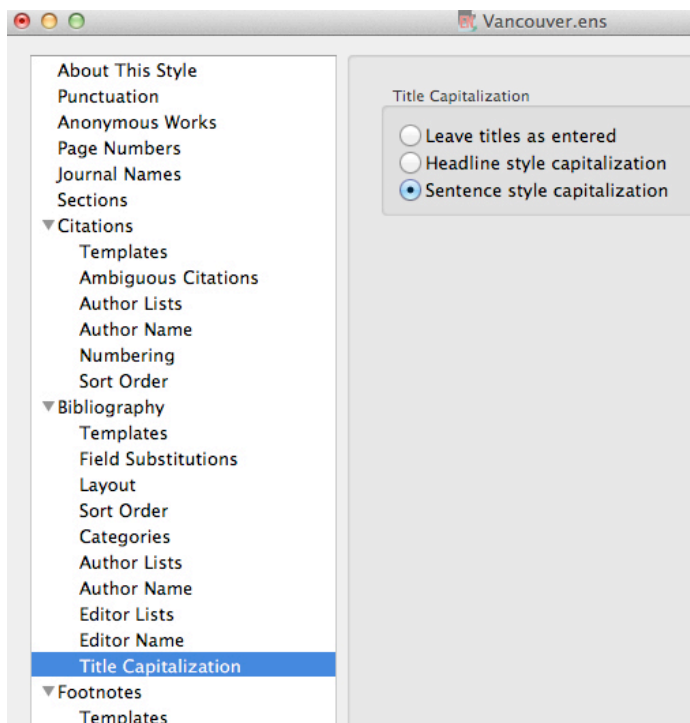 Vancouver.ens
About This Style
Punctuation
Anonymous Works
Page Numbers
Journal Names
Sections
Citations
Templates
Ambiguous Citations
Author Lists
Author Name
Numbering
Sort Order
Bibliography
Templates
Field Substitutions
Layout
Sort Order
Categories
Author Lists
Author Name
Editor Lists
Editor Name
Title Capitalization
Footnotes
Templates
Title Capitalization
Leave titles as entered
Headline style capitalization
Sentence style capitalization